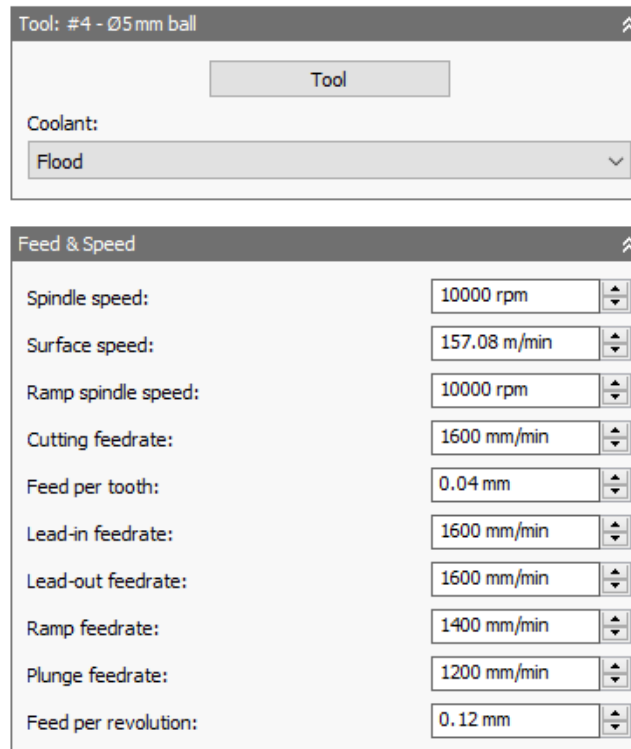 Tool: #4 - Ø5mm ball
Tool
Coolant:
Flood
Feed & Speed
Spindle speed: 10000 rpm
Surface speed: 157.08 m/min
Ramp spindle speed: 10000 rpm
Cutting feedrate: 1600 mm/min
Feed per tooth: 0.04 mm
Lead-in feedrate: 1600 mm/min
Lead-out feedrate: 1600 mm/min
Ramp feedrate: 1400 mm/min
Plunge feedrate: 1200 mm/min
Feed per revolution: 0.12 mm